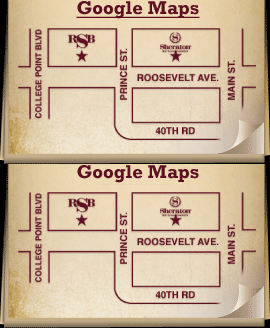 Google Maps
COLLEGE POINT BLVD
RSB
PRINCE ST.
Sheraton
ROOSEVELT AVE.
MAIN ST.
40TH RD
Google Maps
COLLEGE POINT BLVD
RSB
PRINCE ST.
Sheraton
ROOSEVELT AVE.
MAIN ST.
40TH RD